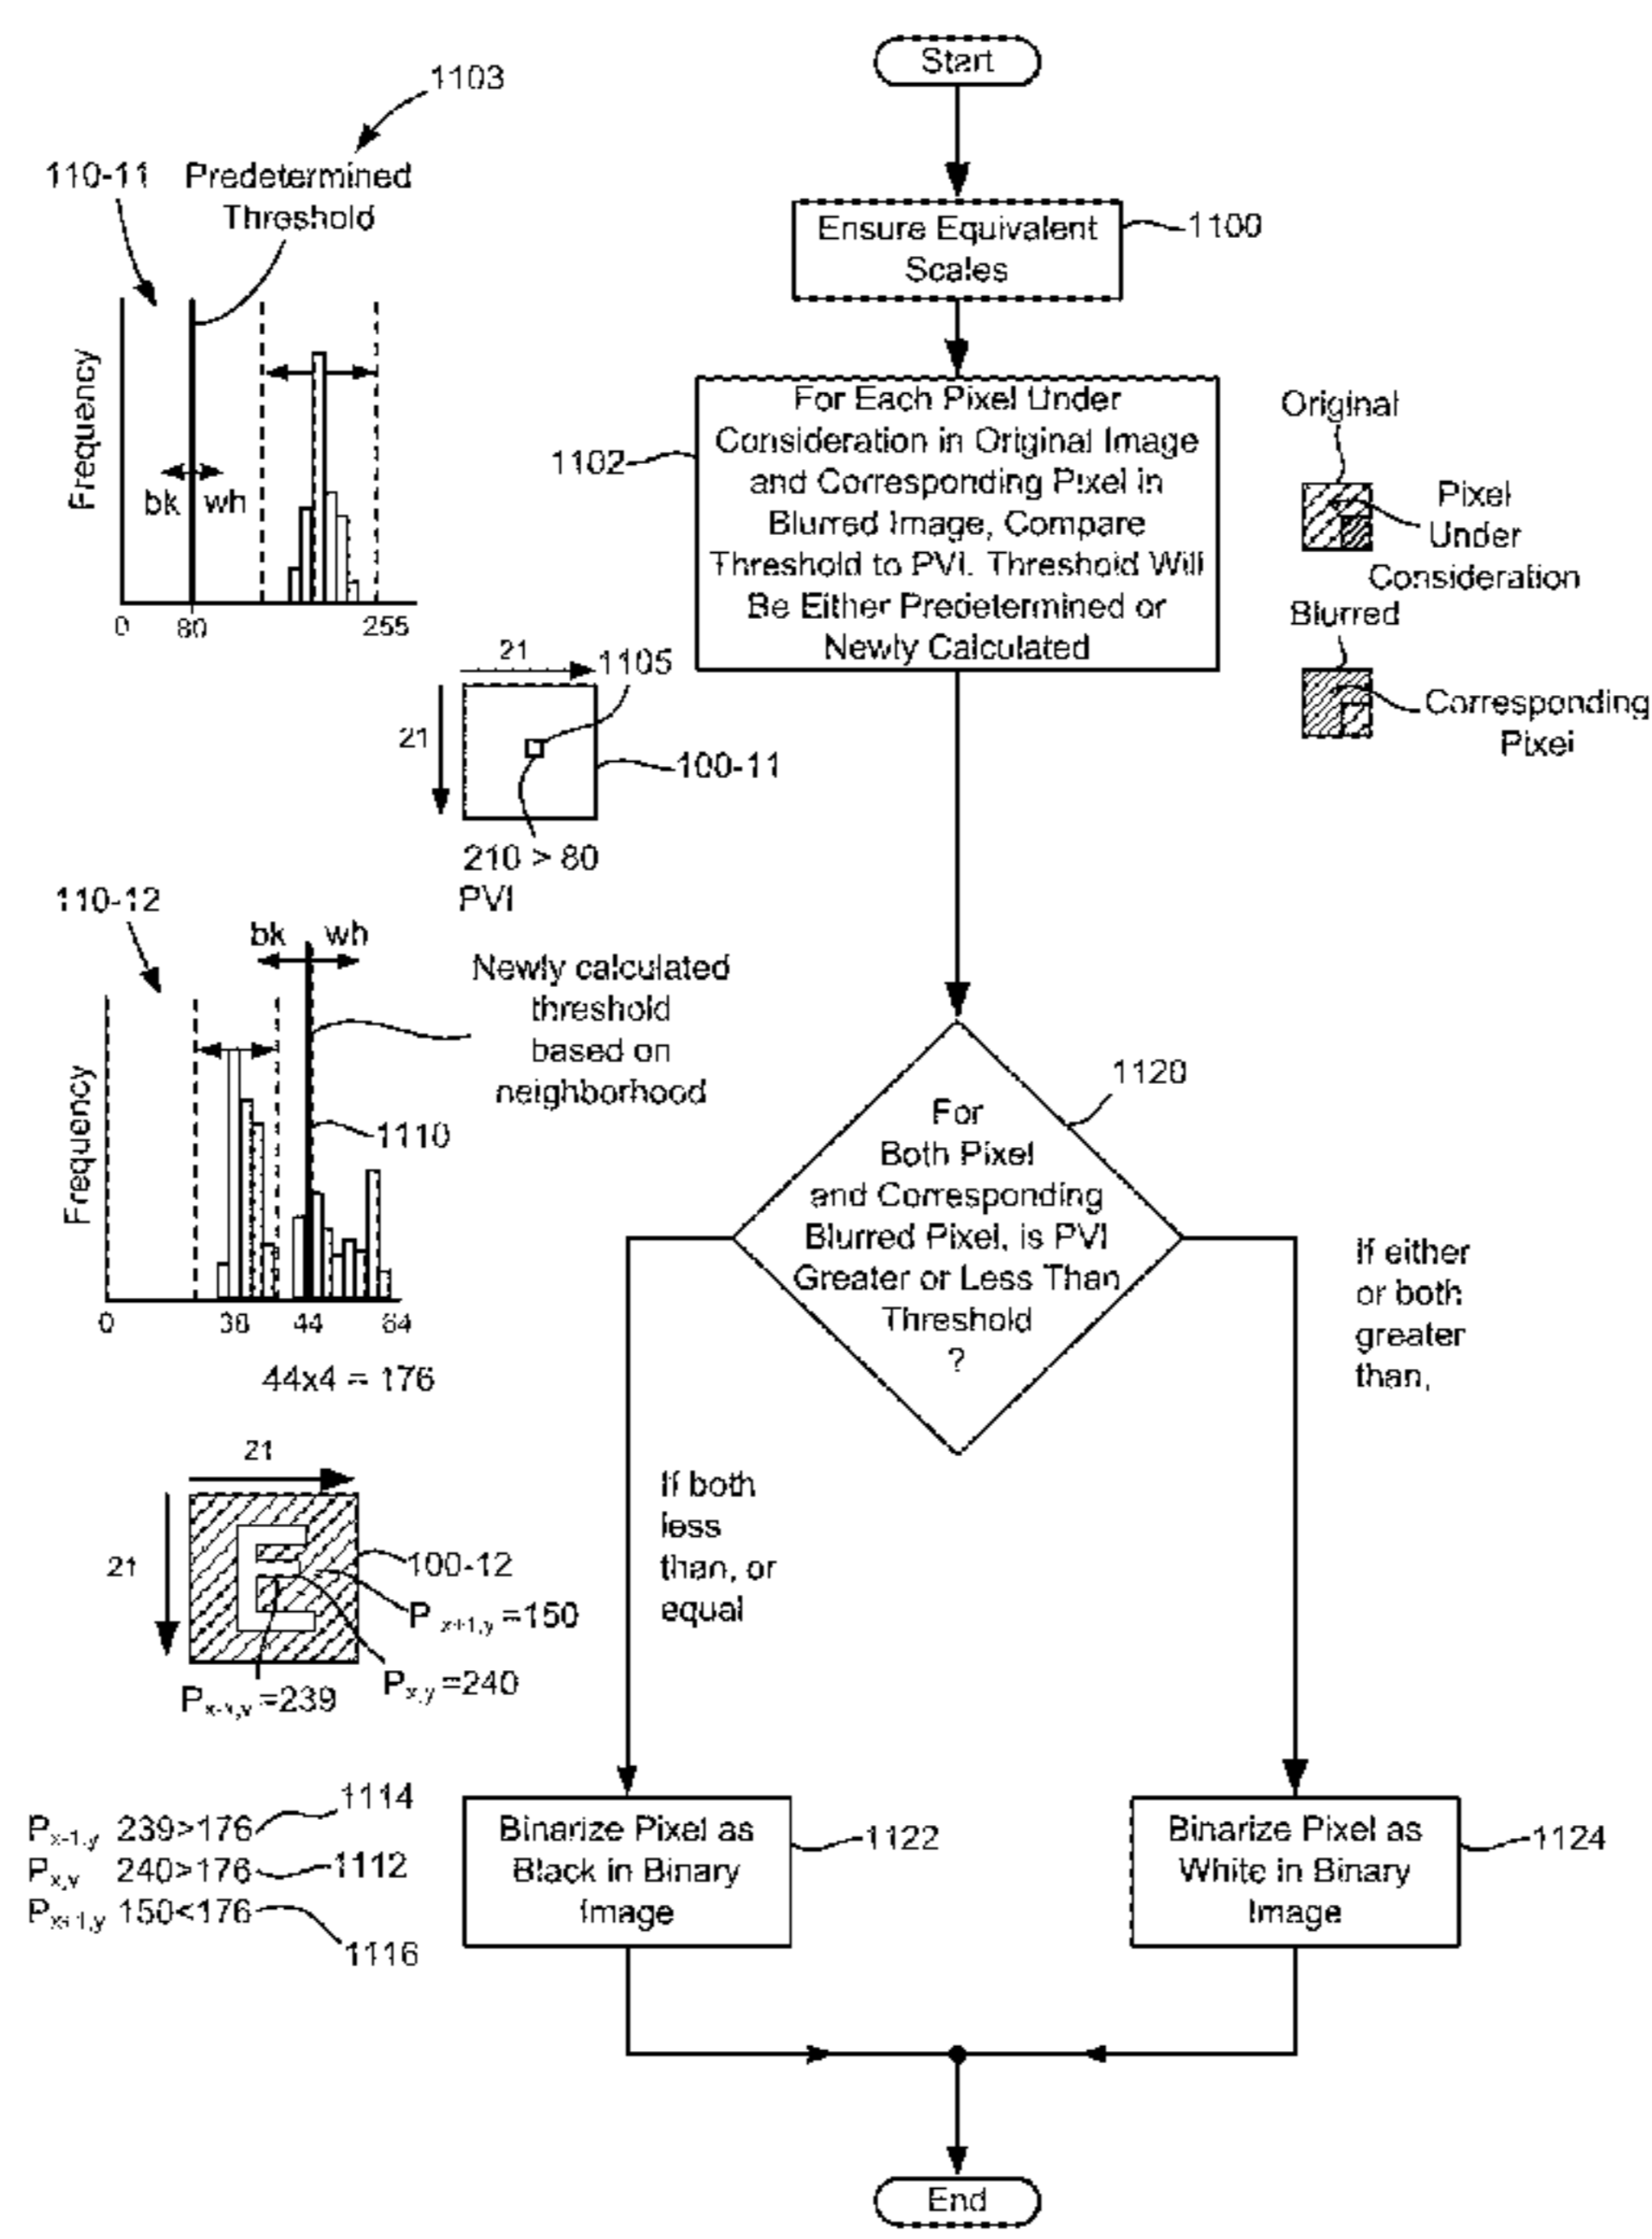 Start
1103
110-11
Predetermined
Threshold
Ensure Equivalent
Scales
1100
Frequency
bk
wh
0
80
255
For Each Pixel Under
Consideration in Original Image
and Corresponding Pixel in
Blurred Image, Compare
Threshold to PVI. Threshold Will
Be Either Predetermined or
Newly Calculated
1102
Original
Pixel
Under
Consideration
Blurred
Corresponding
Pixel
21
1105
21
100-11
210 > 80
PVI
110-12
bk
wh
Newly calculated
threshold
based on
neighborhood
1110
Frequency
0
36
44
64
44x4 = 176
For
Both Pixel
and Corresponding
Blurred Pixel, is PVI
Greater or Less Than
Threshold
?
1120
If either
or both
greater
than,
If both
less
than, or
equal
21
21
100-12
P x+1,y =150
Px,y =240
Px-1,y =239
Px-1,y 239>176
1114
Px,y 240>176
1112
Px+1,y 150<176
1116
Binarize Pixel as
Black in Binary
Image
1122
Binarize Pixel as
White in Binary
Image
1124
End